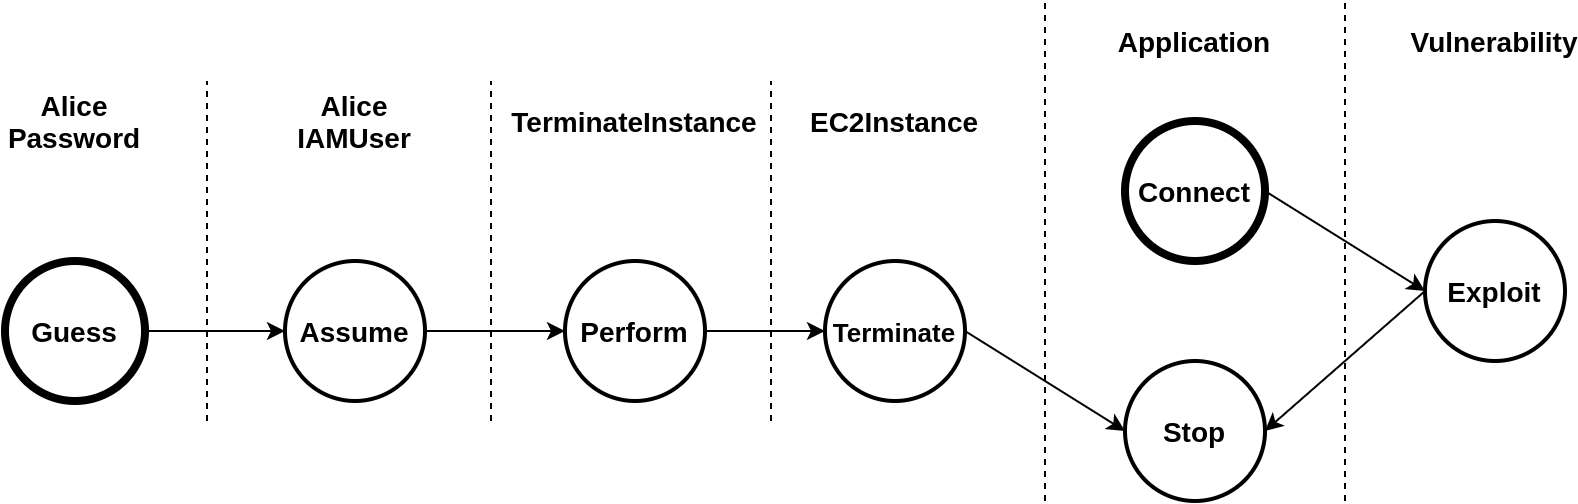 Application
Vulnerability
Alice
Password
Alice
IAMUser
TerminateInstance
EC2Instance
Connect
Exploit
Guess
Assume
Perform
Terminate
Stop